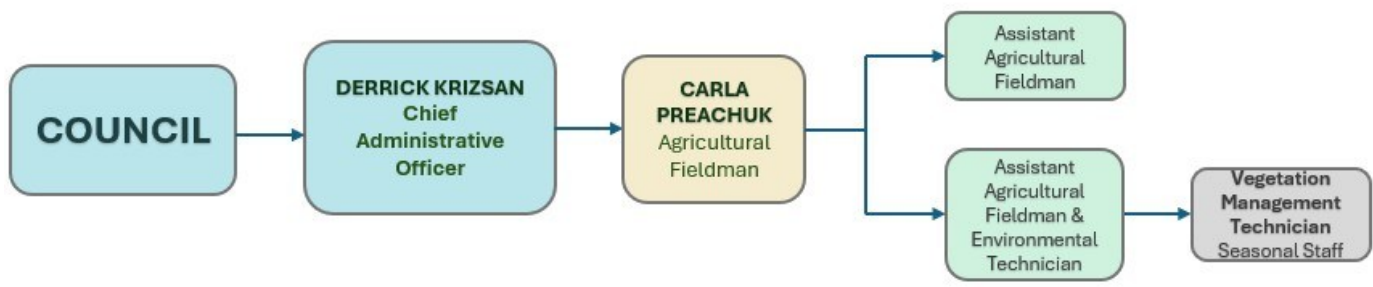 COUNCIL
DERRICK KRIZSAN
Chief
Administrative
Officer
CARLA
PREACHUK
Agricultural
Fieldman
Assistant
Agricultural
Fieldman
Assistant
Agricultural
Fieldman &
Environmental
Technician
Vegetation
Management
Technician
Seasonal Staff